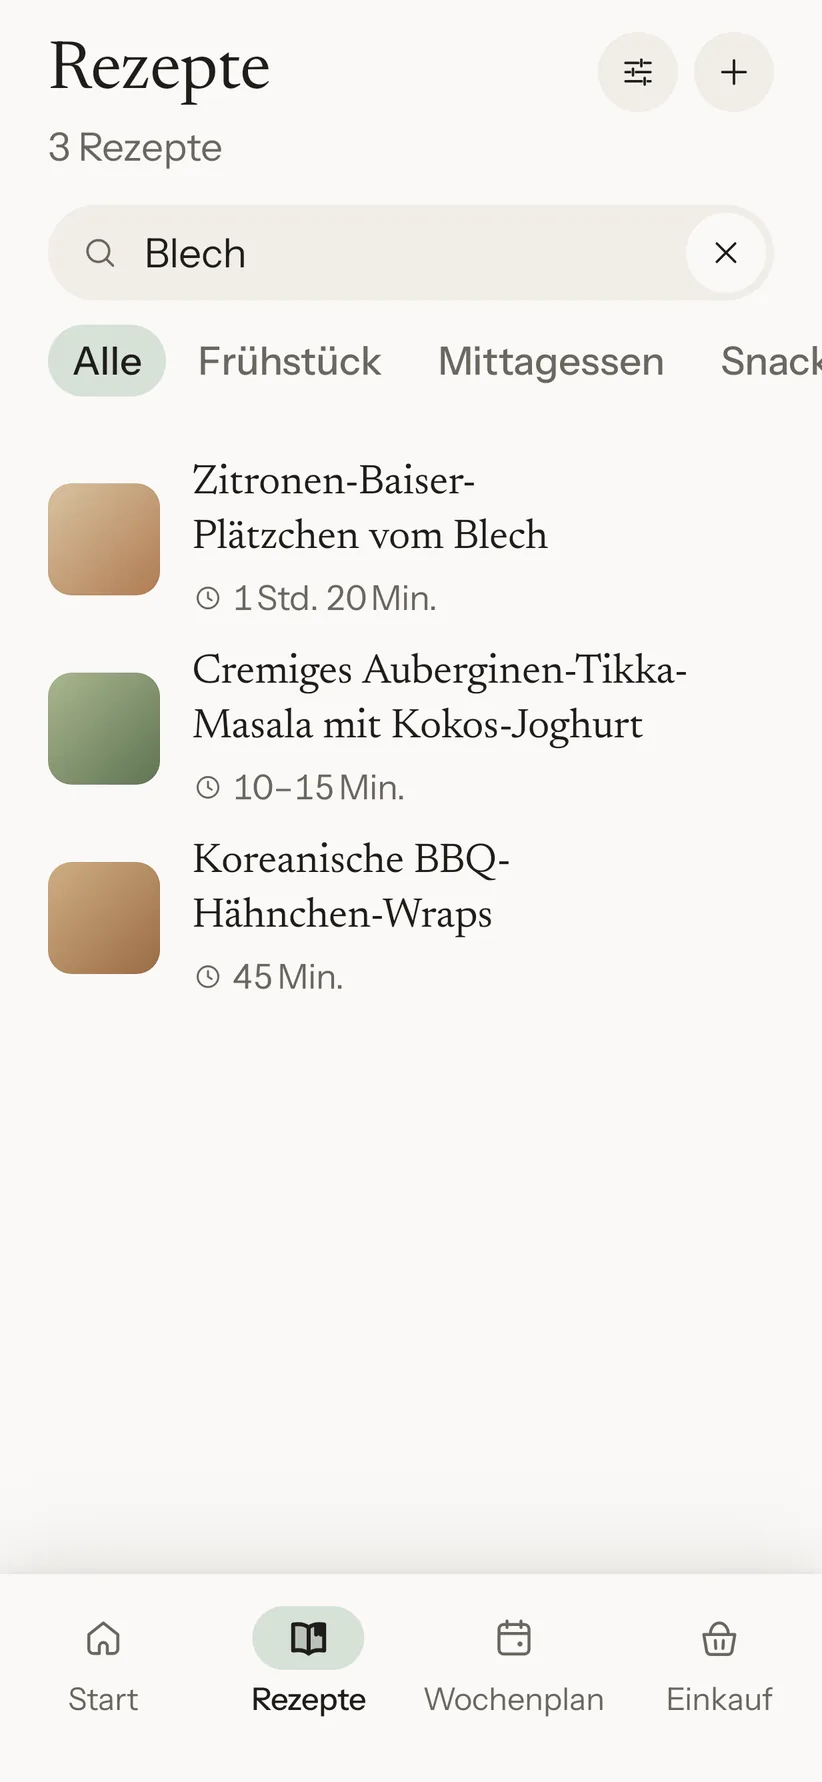 Rezepte
3 Rezepte
Blech
Alle Frühstück Mittagessen Snack
Zitronen-Baiser-
Plätzchen vom Blech
1 Std. 20 Min.
Cremiges Auberginen-Tikka-
Masala mit Kokos-Joghurt
10–15 Min.
Koreanische BBQ-
Hähnchen-Wraps
45 Min.
Start Rezepte Wochenplan Einkauf